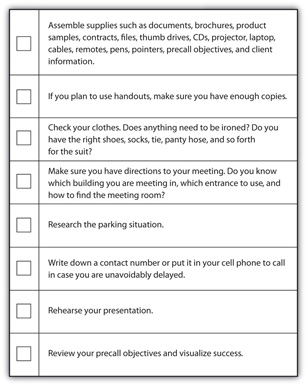 Assemble supplies such as documents, brochures, product
samples, contracts, files, thumb drives, CDs, projector, laptop,
cables, remotes, pens, pointers, precall objectives, and client
information.
If you plan to use handouts, make sure you have enough copies.
Check your clothes. Does anything need to be ironed? Do you
have the right shoes, socks, tie, panty hose, and so forth
for the suit?
Make sure you have directions to your meeting. Do you know
which building you are meeting in, which entrance to use, and
how to find the meeting room?
Research the parking situation.
Write down a contact number or put it in your cell phone to call
in case you are unavoidably delayed.
Rehearse your presentation.
Review your precall objectives and visualize success.